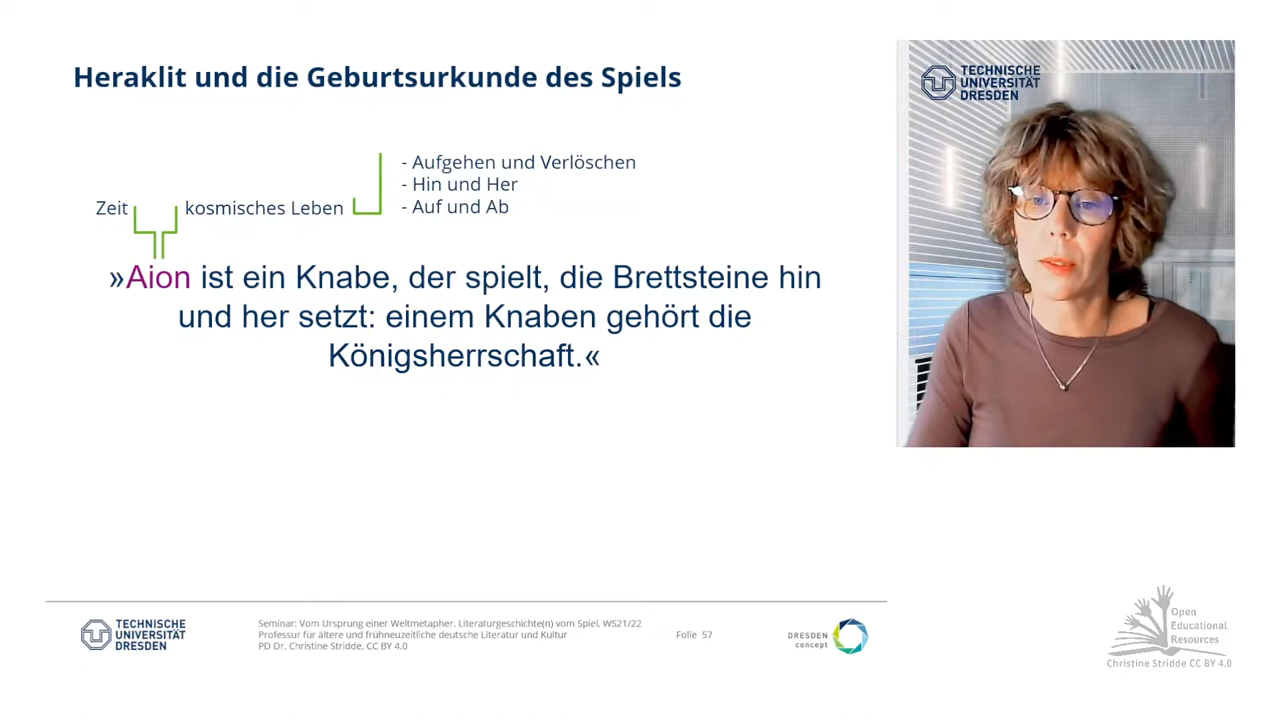 Heraklit und die Geburtsurkunde des Spiels
- Aufgehen und Verlöschen
- Hin und Her
- Auf und Ab
Zeit
kosmisches Leben
»Aion ist ein Knabe, der spielt, die Brettsteine hin
und her setzt: einem Knaben gehört die
Königsherrschaft.«
TECHNISCHE
UNIVERSITÄT
DRESDEN
TECHNISCHE
UNIVERSITÄT
DRESDEN
Seminar: Vom Ursprung einer Weltmetapher. Literaturgeschichte(n) vom Spiel, WS21/22
Professur für ältere und frühneuzeitliche deutsche Literatur und Kultur
PD Dr. Christine Stridde, CC BY 4.0
Folie 57
DRESDEN
concept
Open
Educational
Resources
Christine Stridde CC BY 4.0